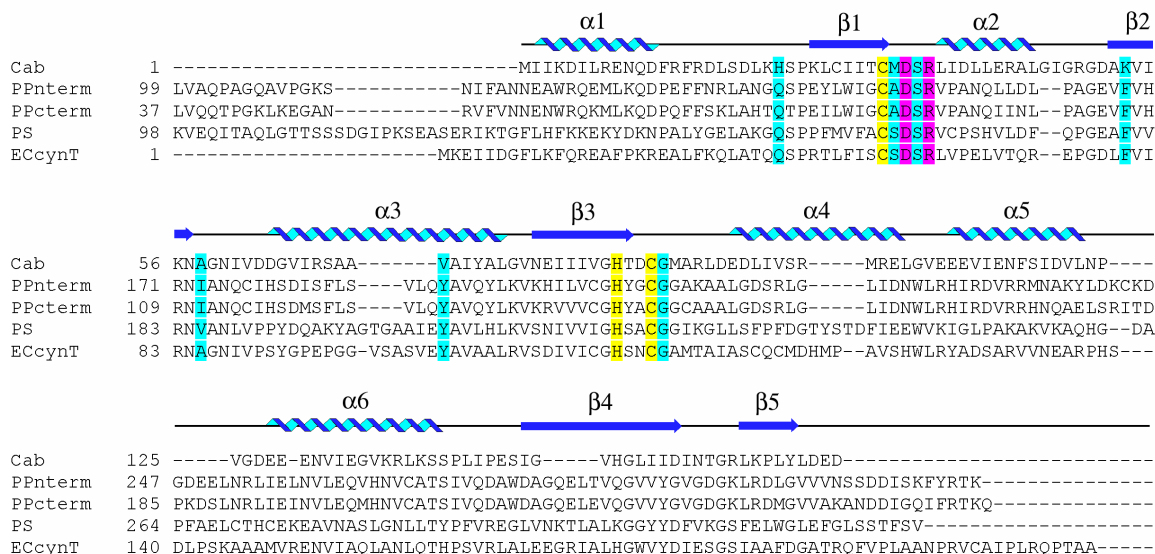 α1 β1 α2 β2
Cab 1 ------------------------------MIIKDILRENQDFRFRDLSDLKHSPKLCIITCMDSRLIDLLERALGIGRGDAKVI
PPnterm 99 LVAQPAGQAVPGKS-----------NIFANNEAWRQEMLKQDPEFFNRLANGQSPEYLWIGCADSRVPANQLLDL--PAGEVFVH
PPcterm 37 LVQQTPGKLKEGAN-----------RVFVNNENWRQKMLKQDPQFFSKLAHTQTPEILWIGCADSRVPANQIINL--PAGEVFVH
PS 98 KVEQITAQLGTTSSSDGIPKSEASERIKTGFLHFKKEKYDKNPALYGELAKGQSPPFMVFACSDSRVCPSHVLDF--QPGEAFVV
ECcynT 1 -----------------------MKEIIDGFLKFQREAFPKREALFKQLATQQSPRTLFISCSDSRLVPELVTQR--EPGDLFVI
α3 β3 α4 α5
Cab 56 KNAGNIVDDGVIRSAA-------VAIYALGVNEIIIVGHTDCGMARLDEDLIVSR----MRELGVEEEVIENFSIDVLNP----
PPnterm 171 RNIANQCIHSDISFLS----VLQYAVQYLKVKHILVCGHYGCGGAKAALGDSRLG----LIDNWLRHIRDVRRMNAKYLDKCKD
PPcterm 109 RNIANQCIHSDMSFLS----VLQYAVQYLKVKRVVVCGHYACGGCAAALGDSRLG----LIDNWLRHIRDVRRHNQAELSRITD
PS 183 RNVANLVPPYDQAKYAGTGAAIEYAVLHLKVSNIVVIGHSACGGIKGLLSFPFDGTYSTDFIEEWVKIGLPAKAKVKAQHG--DA
ECcynT 83 RNAGNIVPSYGPEPGG-VSASVEYAVAALRVSDIVICGHSNCGAMTAIASCQCMDHMP---AVSHWLRYADSARVVNEARPHS---
α6 β4 β5
Cab 125 -----VGDEE-ENVIEGVKRLKSSPLIPESIG-----VHGLIIDINTGRLKPLYLDED---------------------------
PPnterm 247 GDEELNRLIELNVLEQVHNVCATSIVQDAWDAGQELTVQGVVYGVGDGKLRDLGVVVNSSDDISKFYRTK---------------
PPcterm 185 PKDSLNRLIEINVLEQMHNVCATSIVQDAWDAGQELEVQGVVYGVGDGKLRDMGVVAKANDDIGQIFRTKQ--------------
PS 264 PFAELCTHCEKEAVNASLGNLLTYPFVREGLVNKTLALKGGYYDFVKGSFELWGLEFGLSSTFSV--------------------
ECcynT 140 DLPSKAAAMVRENVIAQLANLQTHPSVRLALEEGRIALHGWVYDIESGSIAAFDGATRQFVPLAANPRVCAIPLRQPTAA-----